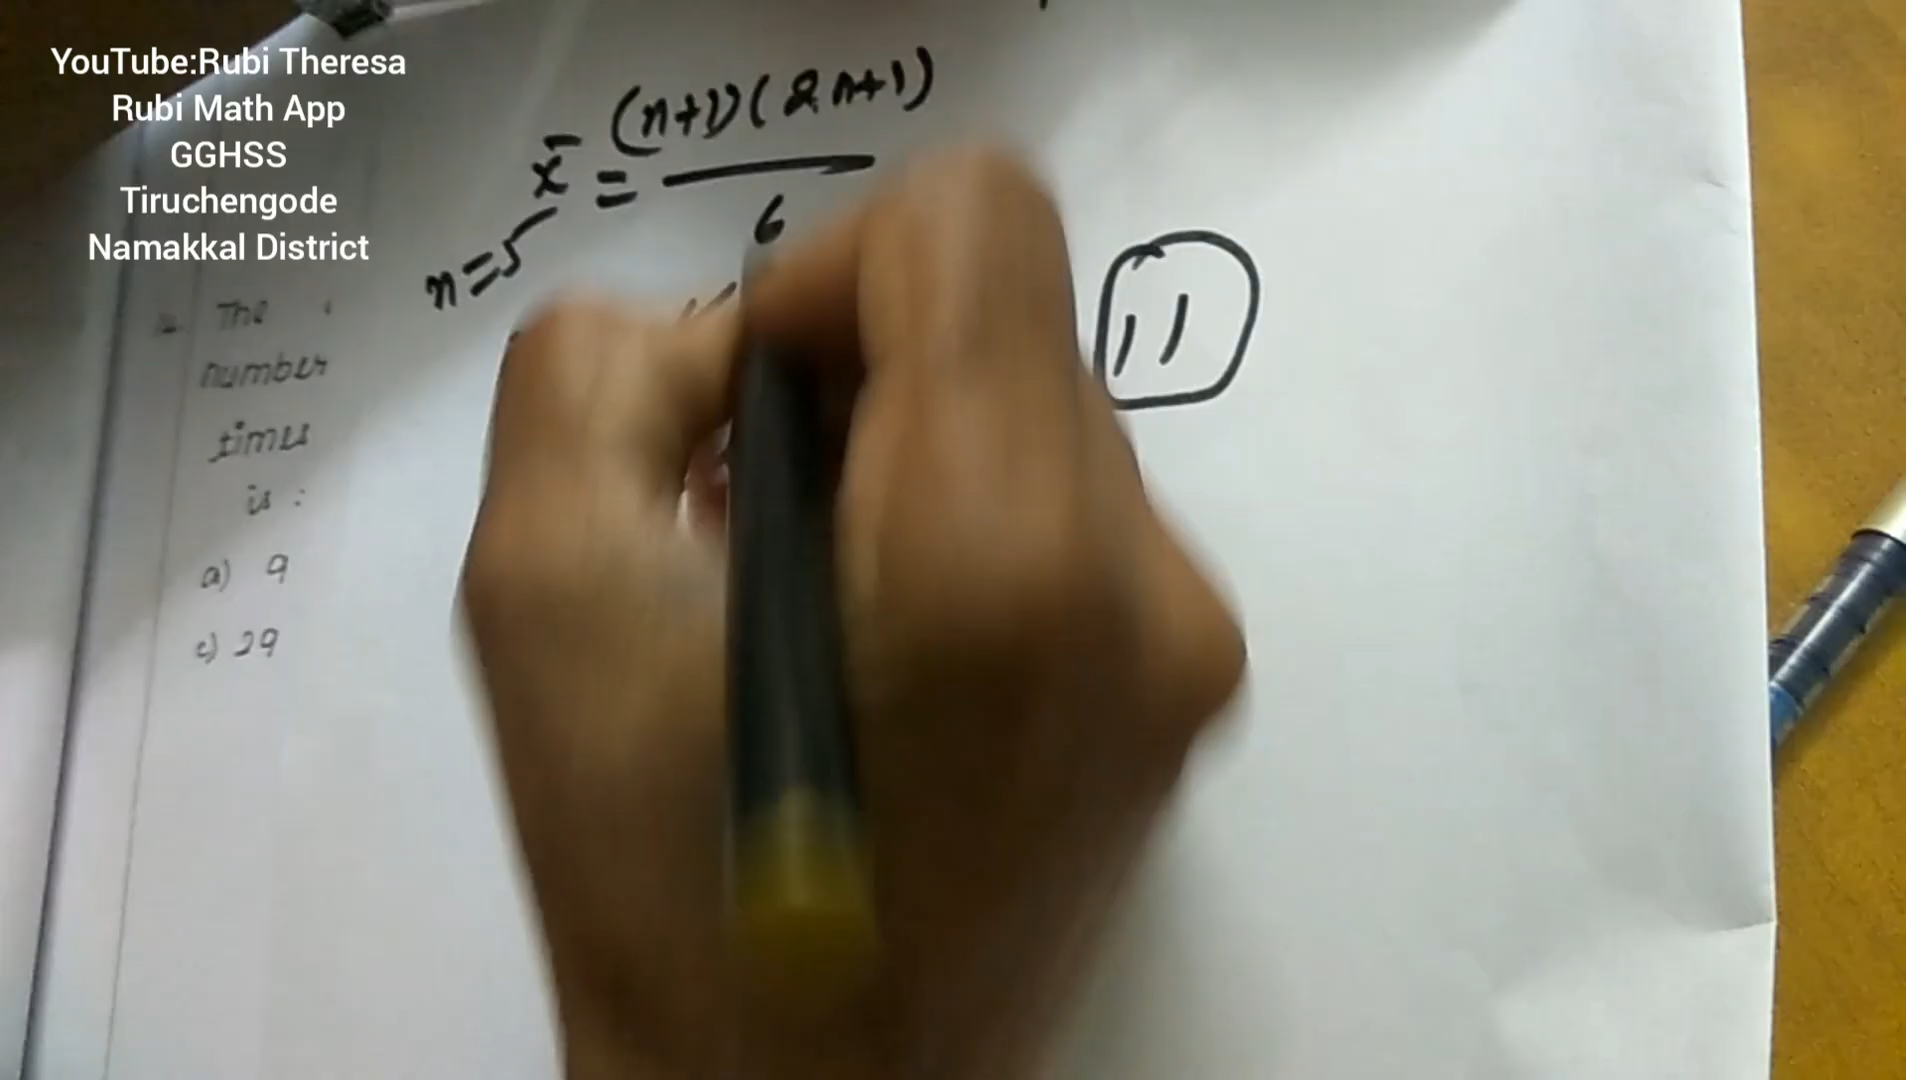 YouTube:Rubi Theresa
Rubi Math App
GGHSS
Tiruchengode
Namakkal District
x̄ = (n+1)(2n+1)
6
n=5
11
The
number
times
is :
a) 9
c) 29